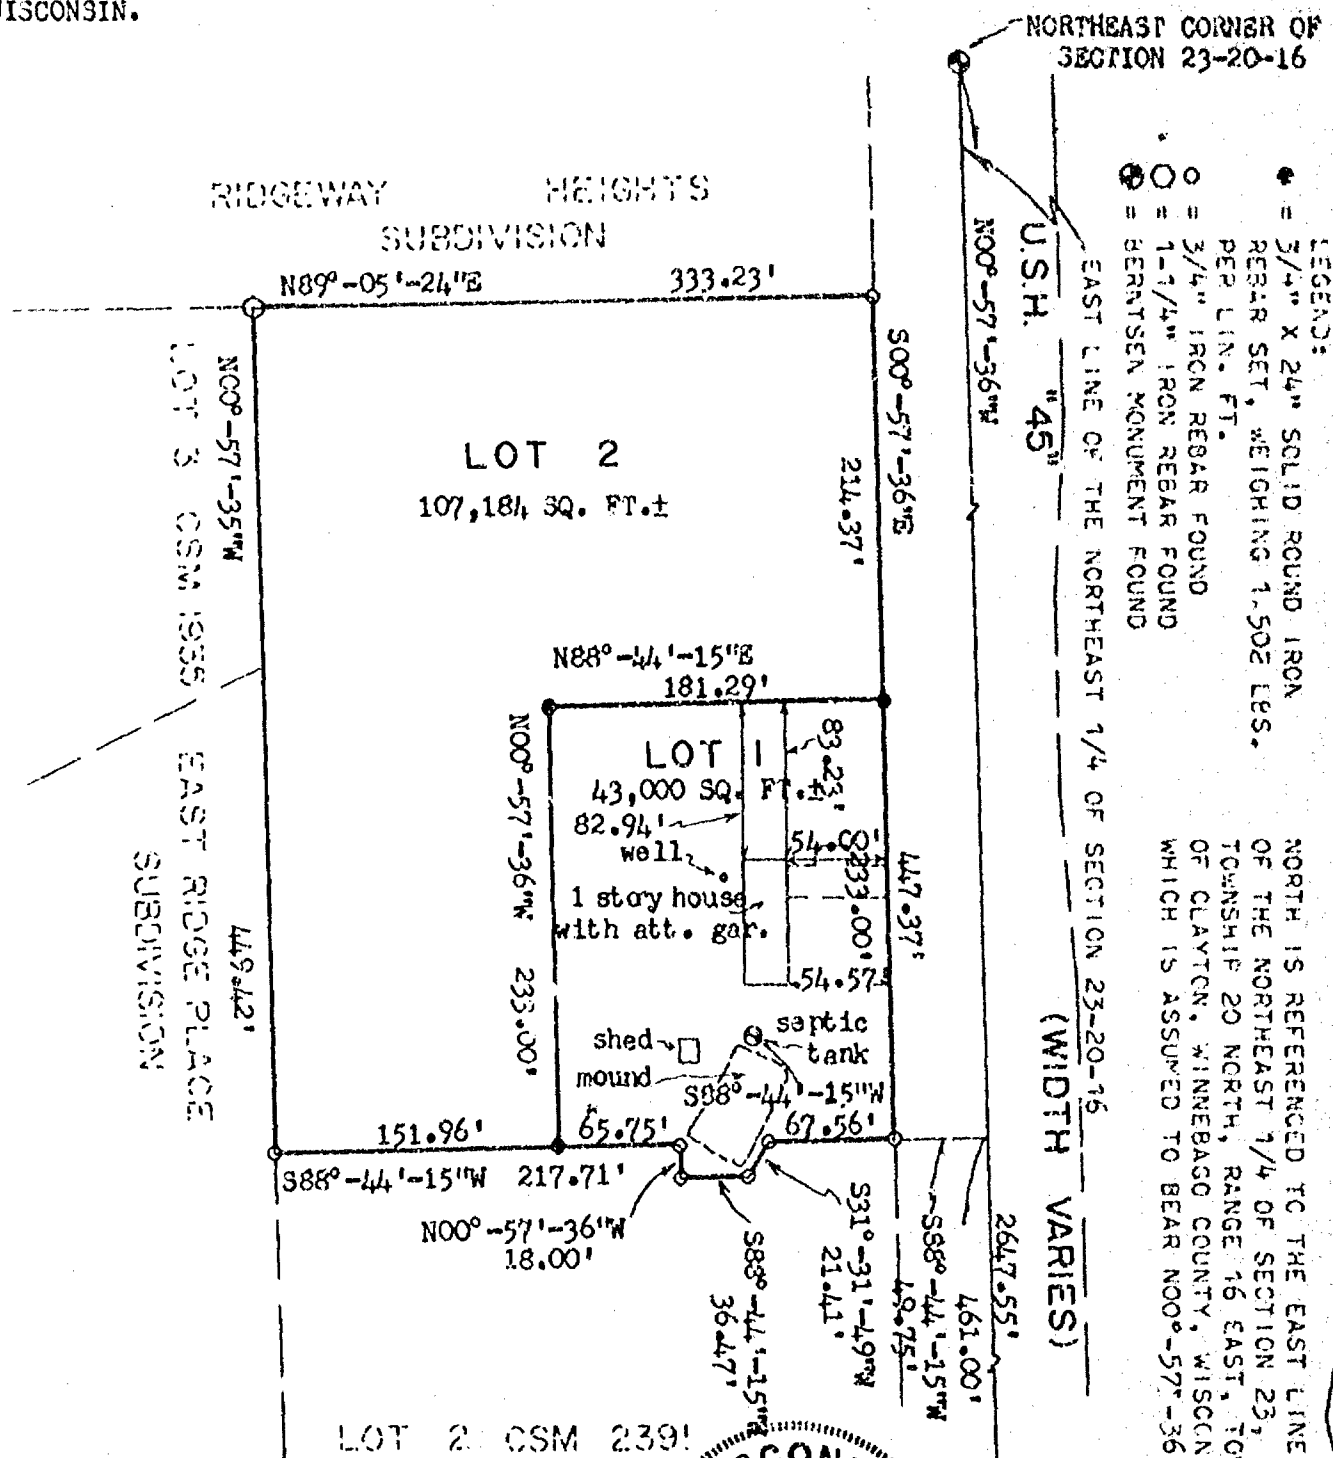 WISCONSIN.
NORTHEAST CORNER OF
SECTION 23-20-16
RIDGEWAY HEIGHTS
SUBDIVISION
N89°-05'-24"E 333.23'
LOT 2
107,184 SQ. FT.±
S00°-57'-36"E
214.37'
N00°-57'-35"W
449.42'
LOT 3 CSM 1935 EAST RIDGE PLACE
SUBDIVISION
N88°-44'-15"E
181.29'
LOT 1
43,000 SQ. FT.±
83.23'
82.94'
well
54.00'
1 story house
with att. gar.
233.00'
447.37'
54.57'
N00°-57'-36"W 233.00'
shed
septic
tank
mound
S88°-44'-15"W
151.96' 65.75' 67.56'
S88°-44'-15"W 217.71'
N00°-57'-36"W
18.00'
S88°-44'-15"W
36.47'
S31°-31'-49"W
21.41'
49.75'
S88°-44'-15"W
461.00'
2647.55'
N00°-57'-36"W
U.S.H. "45"
(WIDTH VARIES)
EAST LINE OF THE NORTHEAST 1/4 OF SECTION 23-20-16
LEGEND:
= 3/4" X 24" SOLID ROUND IRON
REBAR SET, WEIGHING 1.502 LBS.
PER LIN. FT.
= 3/4" IRON REBAR FOUND
= 1-1/4" IRON REBAR FOUND
= BERNTSEN MONUMENT FOUND
NORTH IS REFERENCED TO THE EAST LINE
OF THE NORTHEAST 1/4 OF SECTION 23,
TOWNSHIP 20 NORTH, RANGE 16 EAST, TO
OF CLAYTON, WINNEBAGO COUNTY, WISCON
WHICH IS ASSUMED TO BEAR N00°-57'-36
LOT 2 CSM 2391
CON